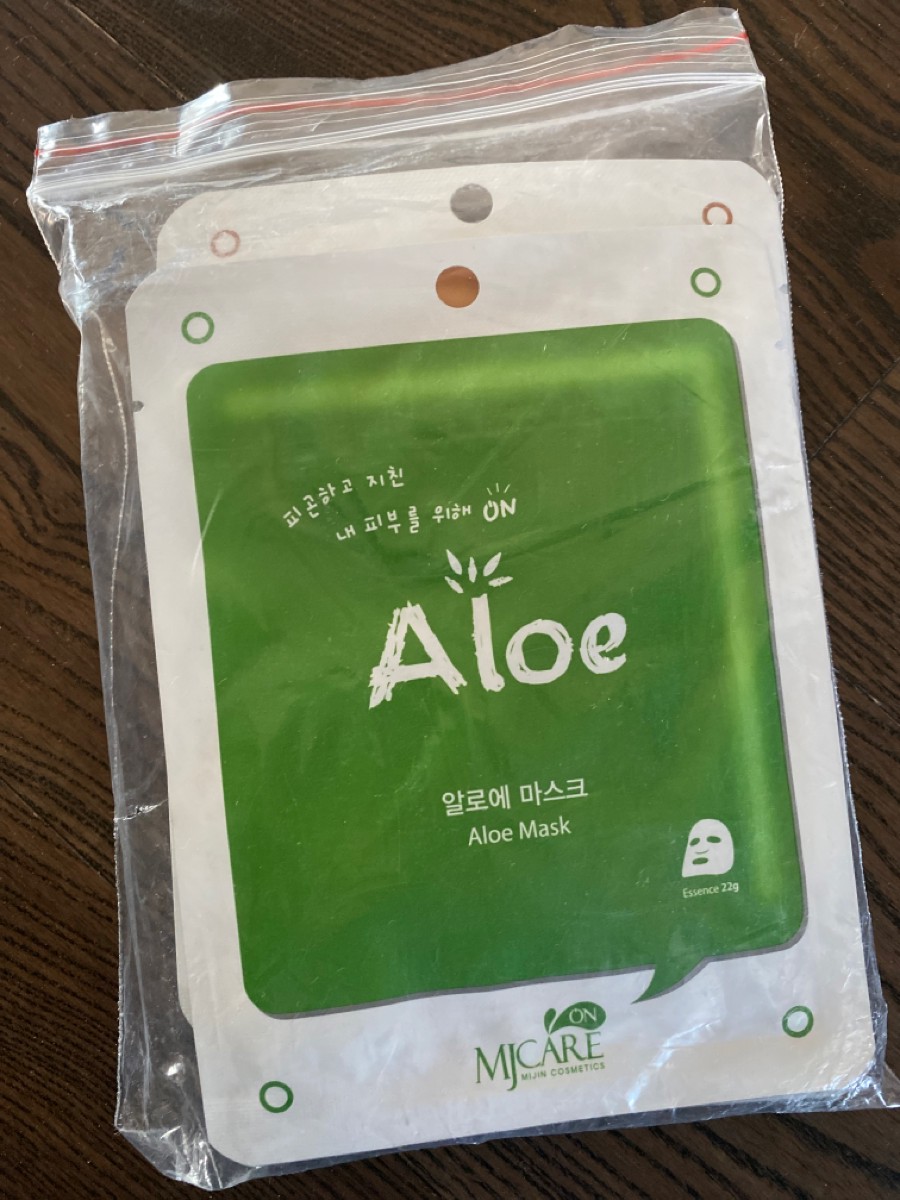 피곤하고 지친
내 피부를 위해 ON
Aloe
알로에 마스크
Aloe Mask
Essence 22g
ON
MJCARE
MIJIN COSMETICS